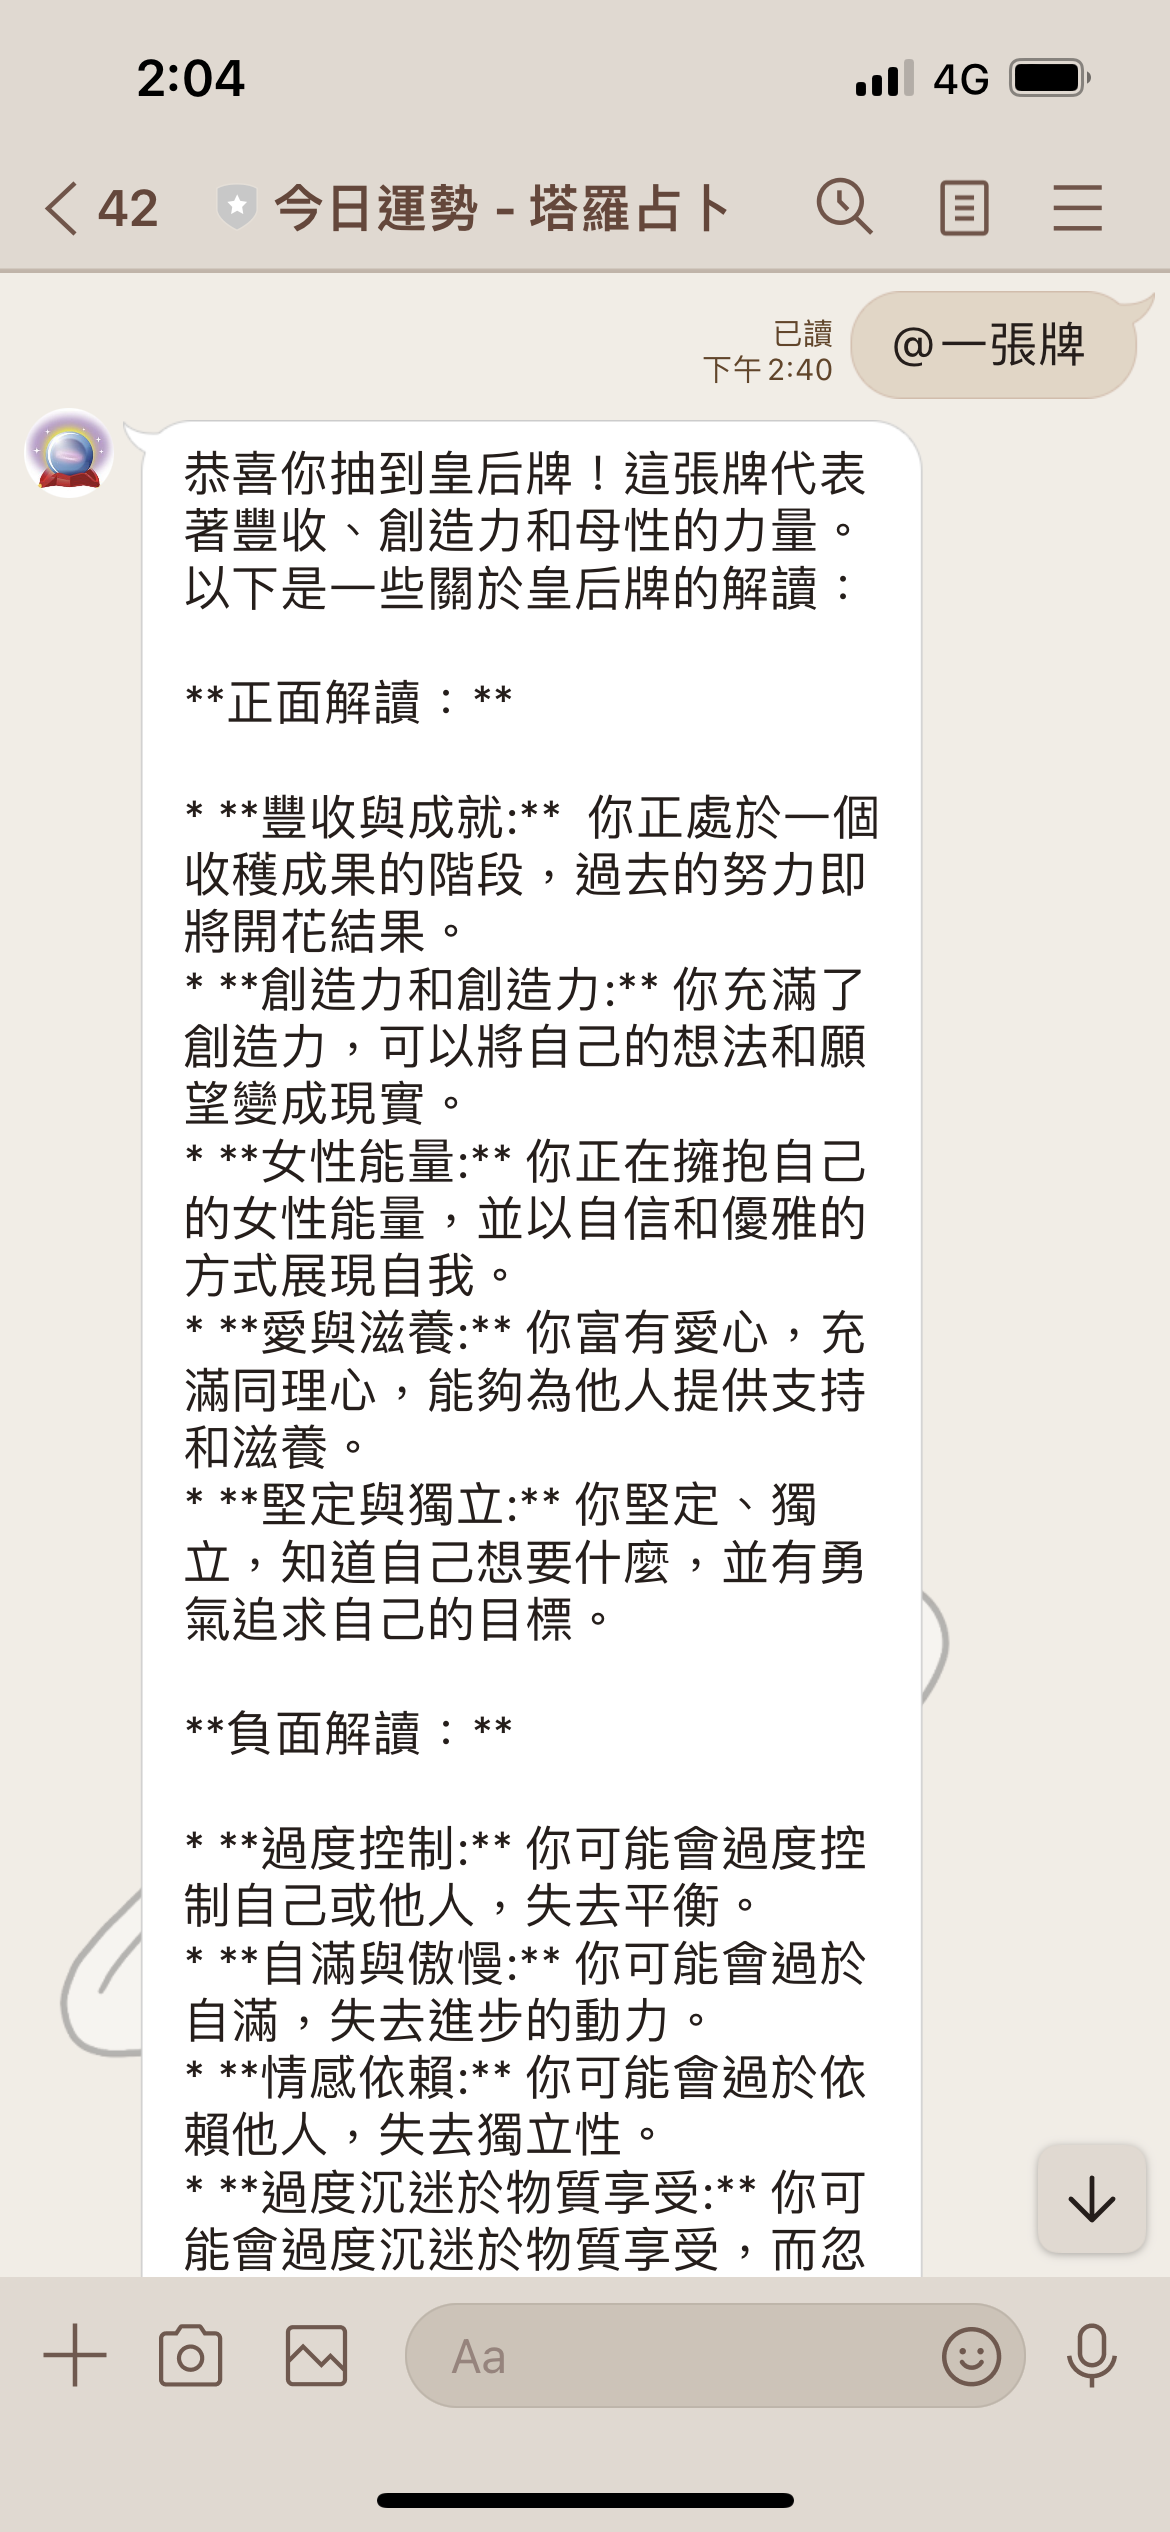 2:04
4G
42
今日運勢 - 塔羅占卜
@一張牌
已讀
下午 2:40
恭喜你抽到皇后牌！這張牌代表
著豐收、創造力和母性的力量。
以下是一些關於皇后牌的解讀：
**正面解讀：**
* **豐收與成就:** 你正處於一個
收穫成果的階段，過去的努力即
將開花結果。
* **創造力和創造力:** 你充滿了
創造力，可以將自己的想法和願
望變成現實。
* **女性能量:** 你正在擁抱自己
的女性能量，並以自信和優雅的
方式展現自我。
* **愛與滋養:** 你富有愛心，充
滿同理心，能夠為他人提供支持
和滋養。
* **堅定與獨立:** 你堅定、獨
立，知道自己想要什麼，並有勇
氣追求自己的目標。
**負面解讀：**
* **過度控制:** 你可能會過度控
制自己或他人，失去平衡。
* **自滿與傲慢:** 你可能會過於
自滿，失去進步的動力。
* **情感依賴:** 你可能會過於依
賴他人，失去獨立性。
* **過度沉迷於物質享受:** 你可
能會過度沉迷於物質享受，而忽
Aa